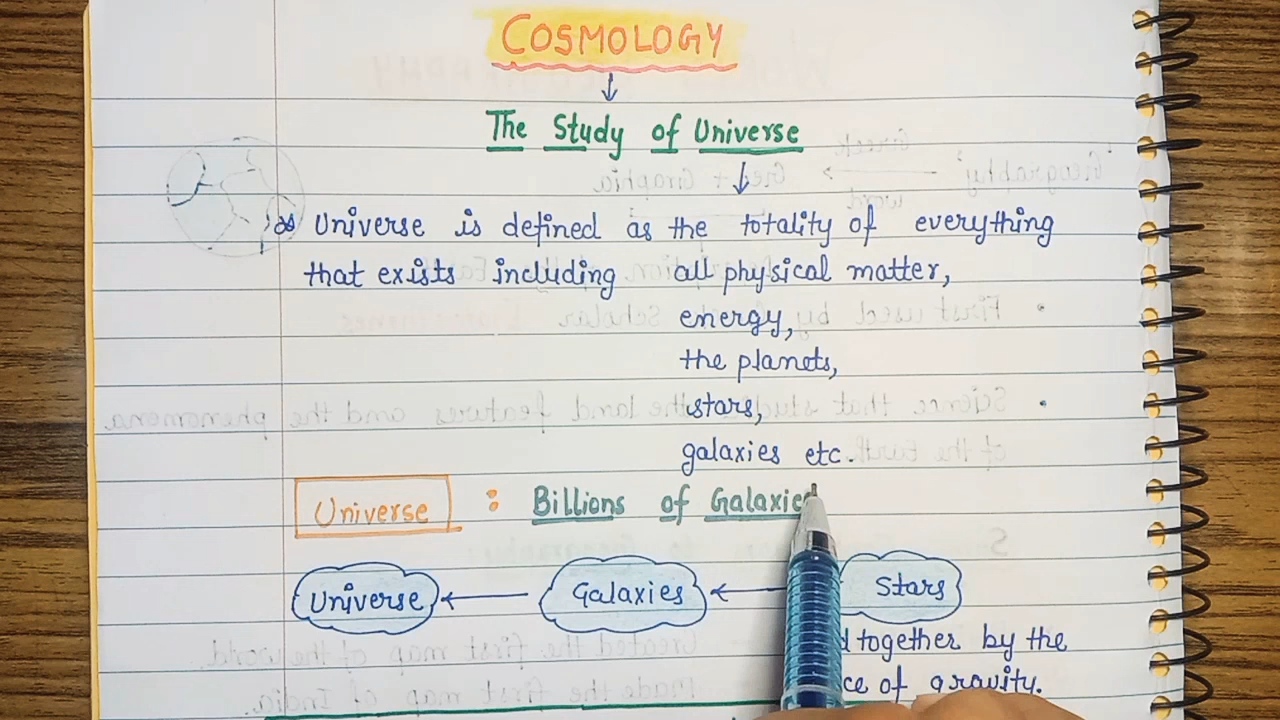 COSMOLOGY
The Study of Universe
Universe is defined as the totality of everything
that exists including all physical matter,
energy,
the planets,
stars,
galaxies etc.
Universe : Billions of
Universe Galaxies Stars
together by the
of gravity.